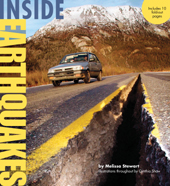 INSIDE
EARTHQUAKES
Includes 10
foldout
pages
by Melissa Stewart
Illustrations throughout by Cynthia Shaw